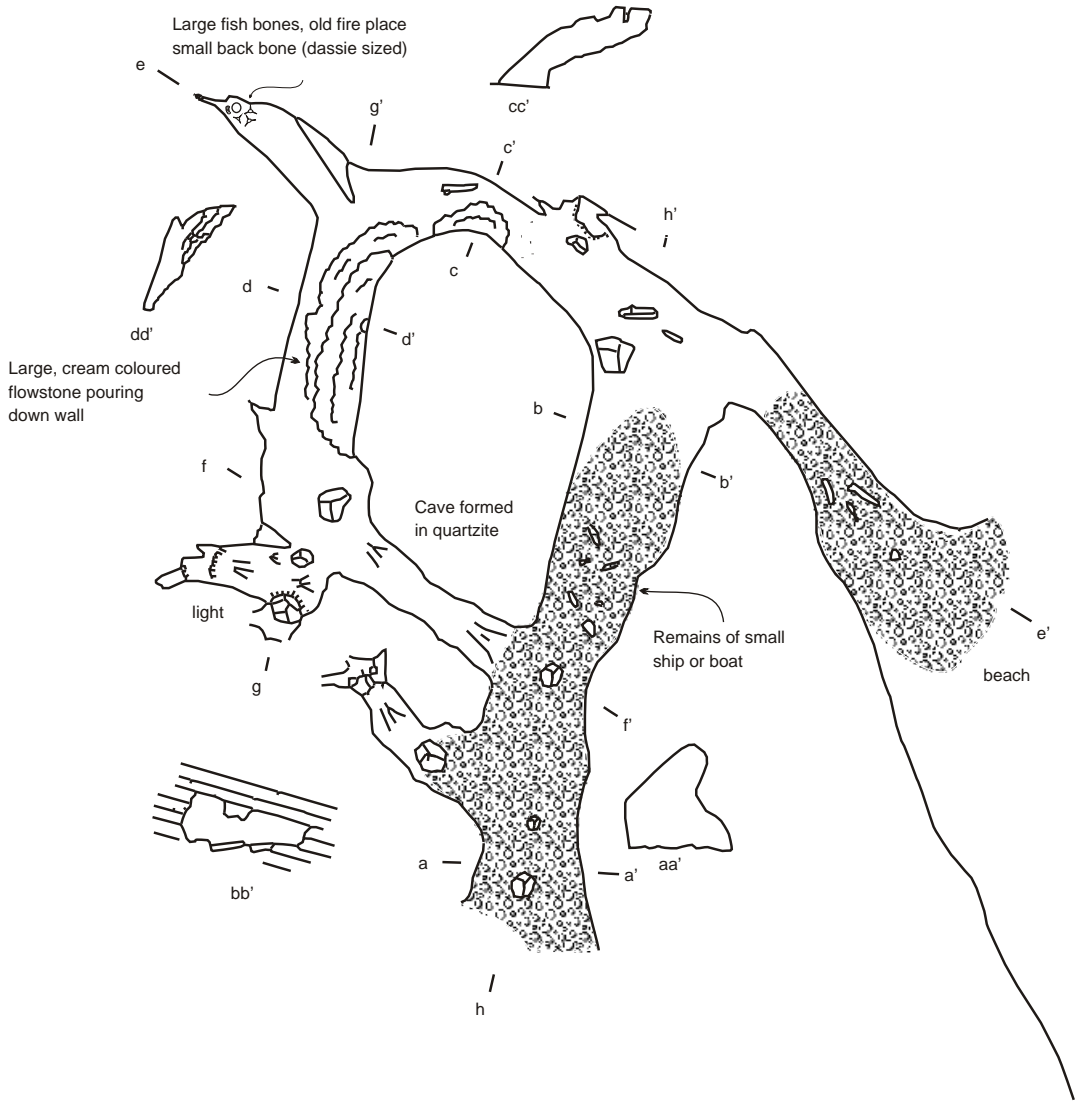 Large fish bones, old fire place
small back bone (dassie sized)
e
cc’
g’
c’
h’
i
c
d
d’
dd’
Large, cream coloured
flowstone pouring
down wall
b
f
b’
Cave formed
in quartzite
light
Remains of small
ship or boat
e’
beach
g
f’
a
a’
aa’
bb’
h